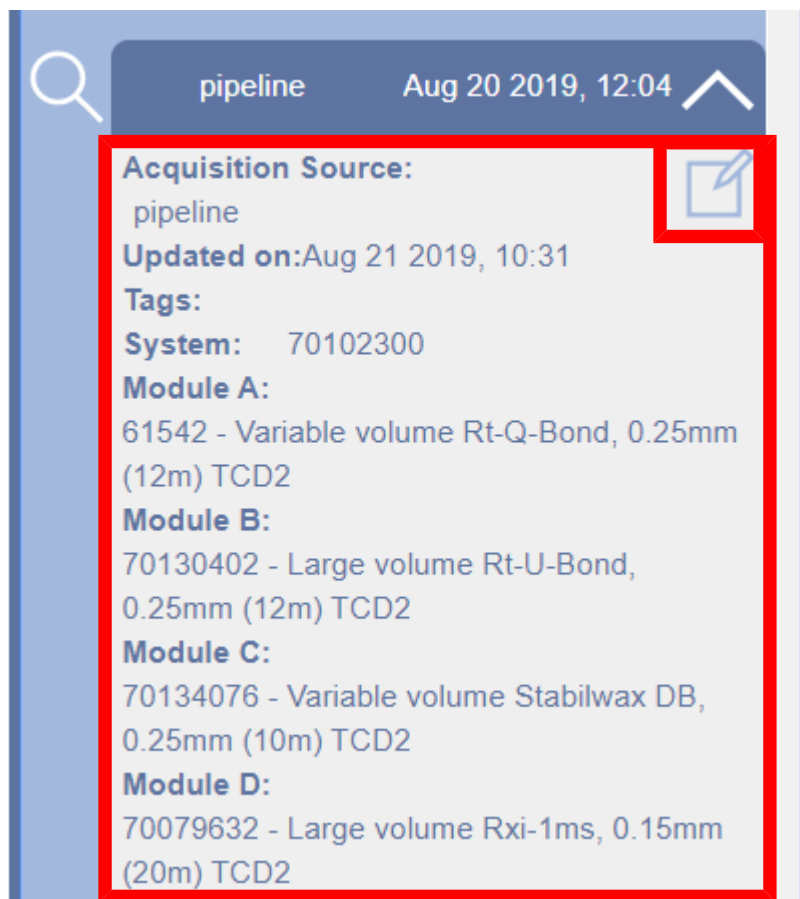 pipeline Aug 20 2019, 12:04
Acquisition Source:
pipeline
Updated on:Aug 21 2019, 10:31
Tags:
System: 70102300
Module A:
61542 - Variable volume Rt-Q-Bond, 0.25mm
(12m) TCD2
Module B:
70130402 - Large volume Rt-U-Bond,
0.25mm (12m) TCD2
Module C:
70134076 - Variable volume Stabilwax DB,
0.25mm (10m) TCD2
Module D:
70079632 - Large volume Rxi-1ms, 0.15mm
(20m) TCD2